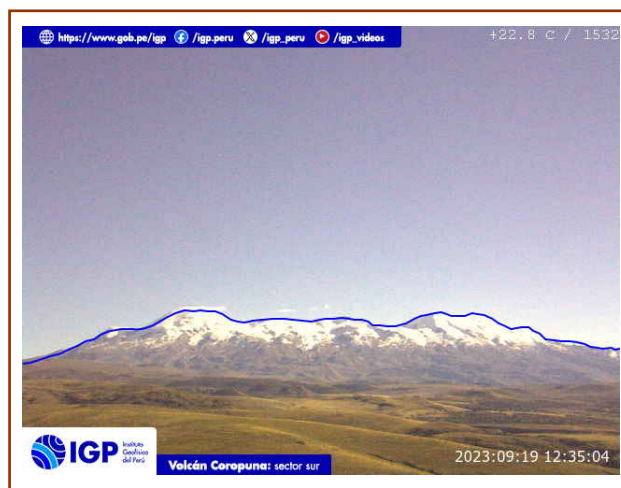 https://www.gob.pe/igp /igp.peru /igp_peru /igp_videos
+22.8 C / 1532
IGP
Instituto
Geofísico
del Perú
Volcán Coropuna: sector sur
2023:09:19 12:35:04